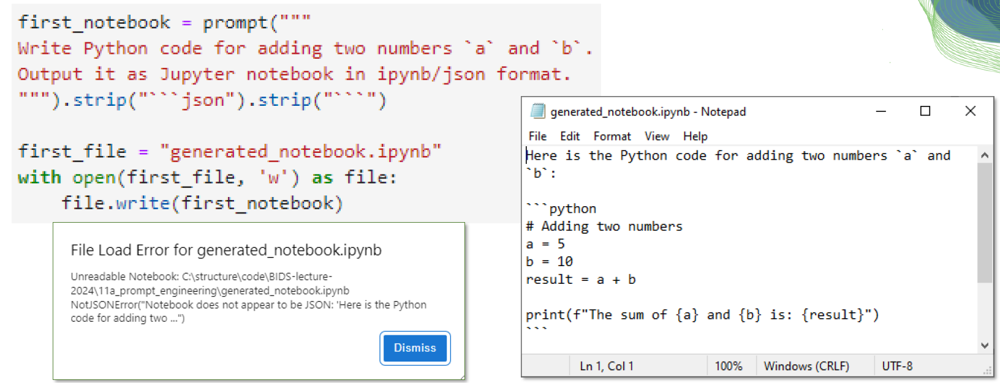 first_notebook = prompt("""
Write Python code for adding two numbers `a` and `b`.
Output it as Jupyter notebook in ipynb/json format.
""").strip("```json").strip("```")
first_file = "generated_notebook.ipynb"
with open(first_file, 'w') as file:
    file.write(first_notebook)
File Load Error for generated_notebook.ipynb
Unreadable Notebook: C:\structure\code\BIDS-lecture-
2024\11a_prompt_engineering\generated_notebook.ipynb
NotJSONError("Notebook does not appear to be JSON: 'Here is the Python
code for adding two ...")
Dismiss
generated_notebook.ipynb - Notepad
File Edit Format View Help
Here is the Python code for adding two numbers `a` and
`b`:
```python
# Adding two numbers
a = 5
b = 10
result = a + b
print(f"The sum of {a} and {b} is: {result}")
```
Ln 1, Col 1 100% Windows (CRLF) UTF-8